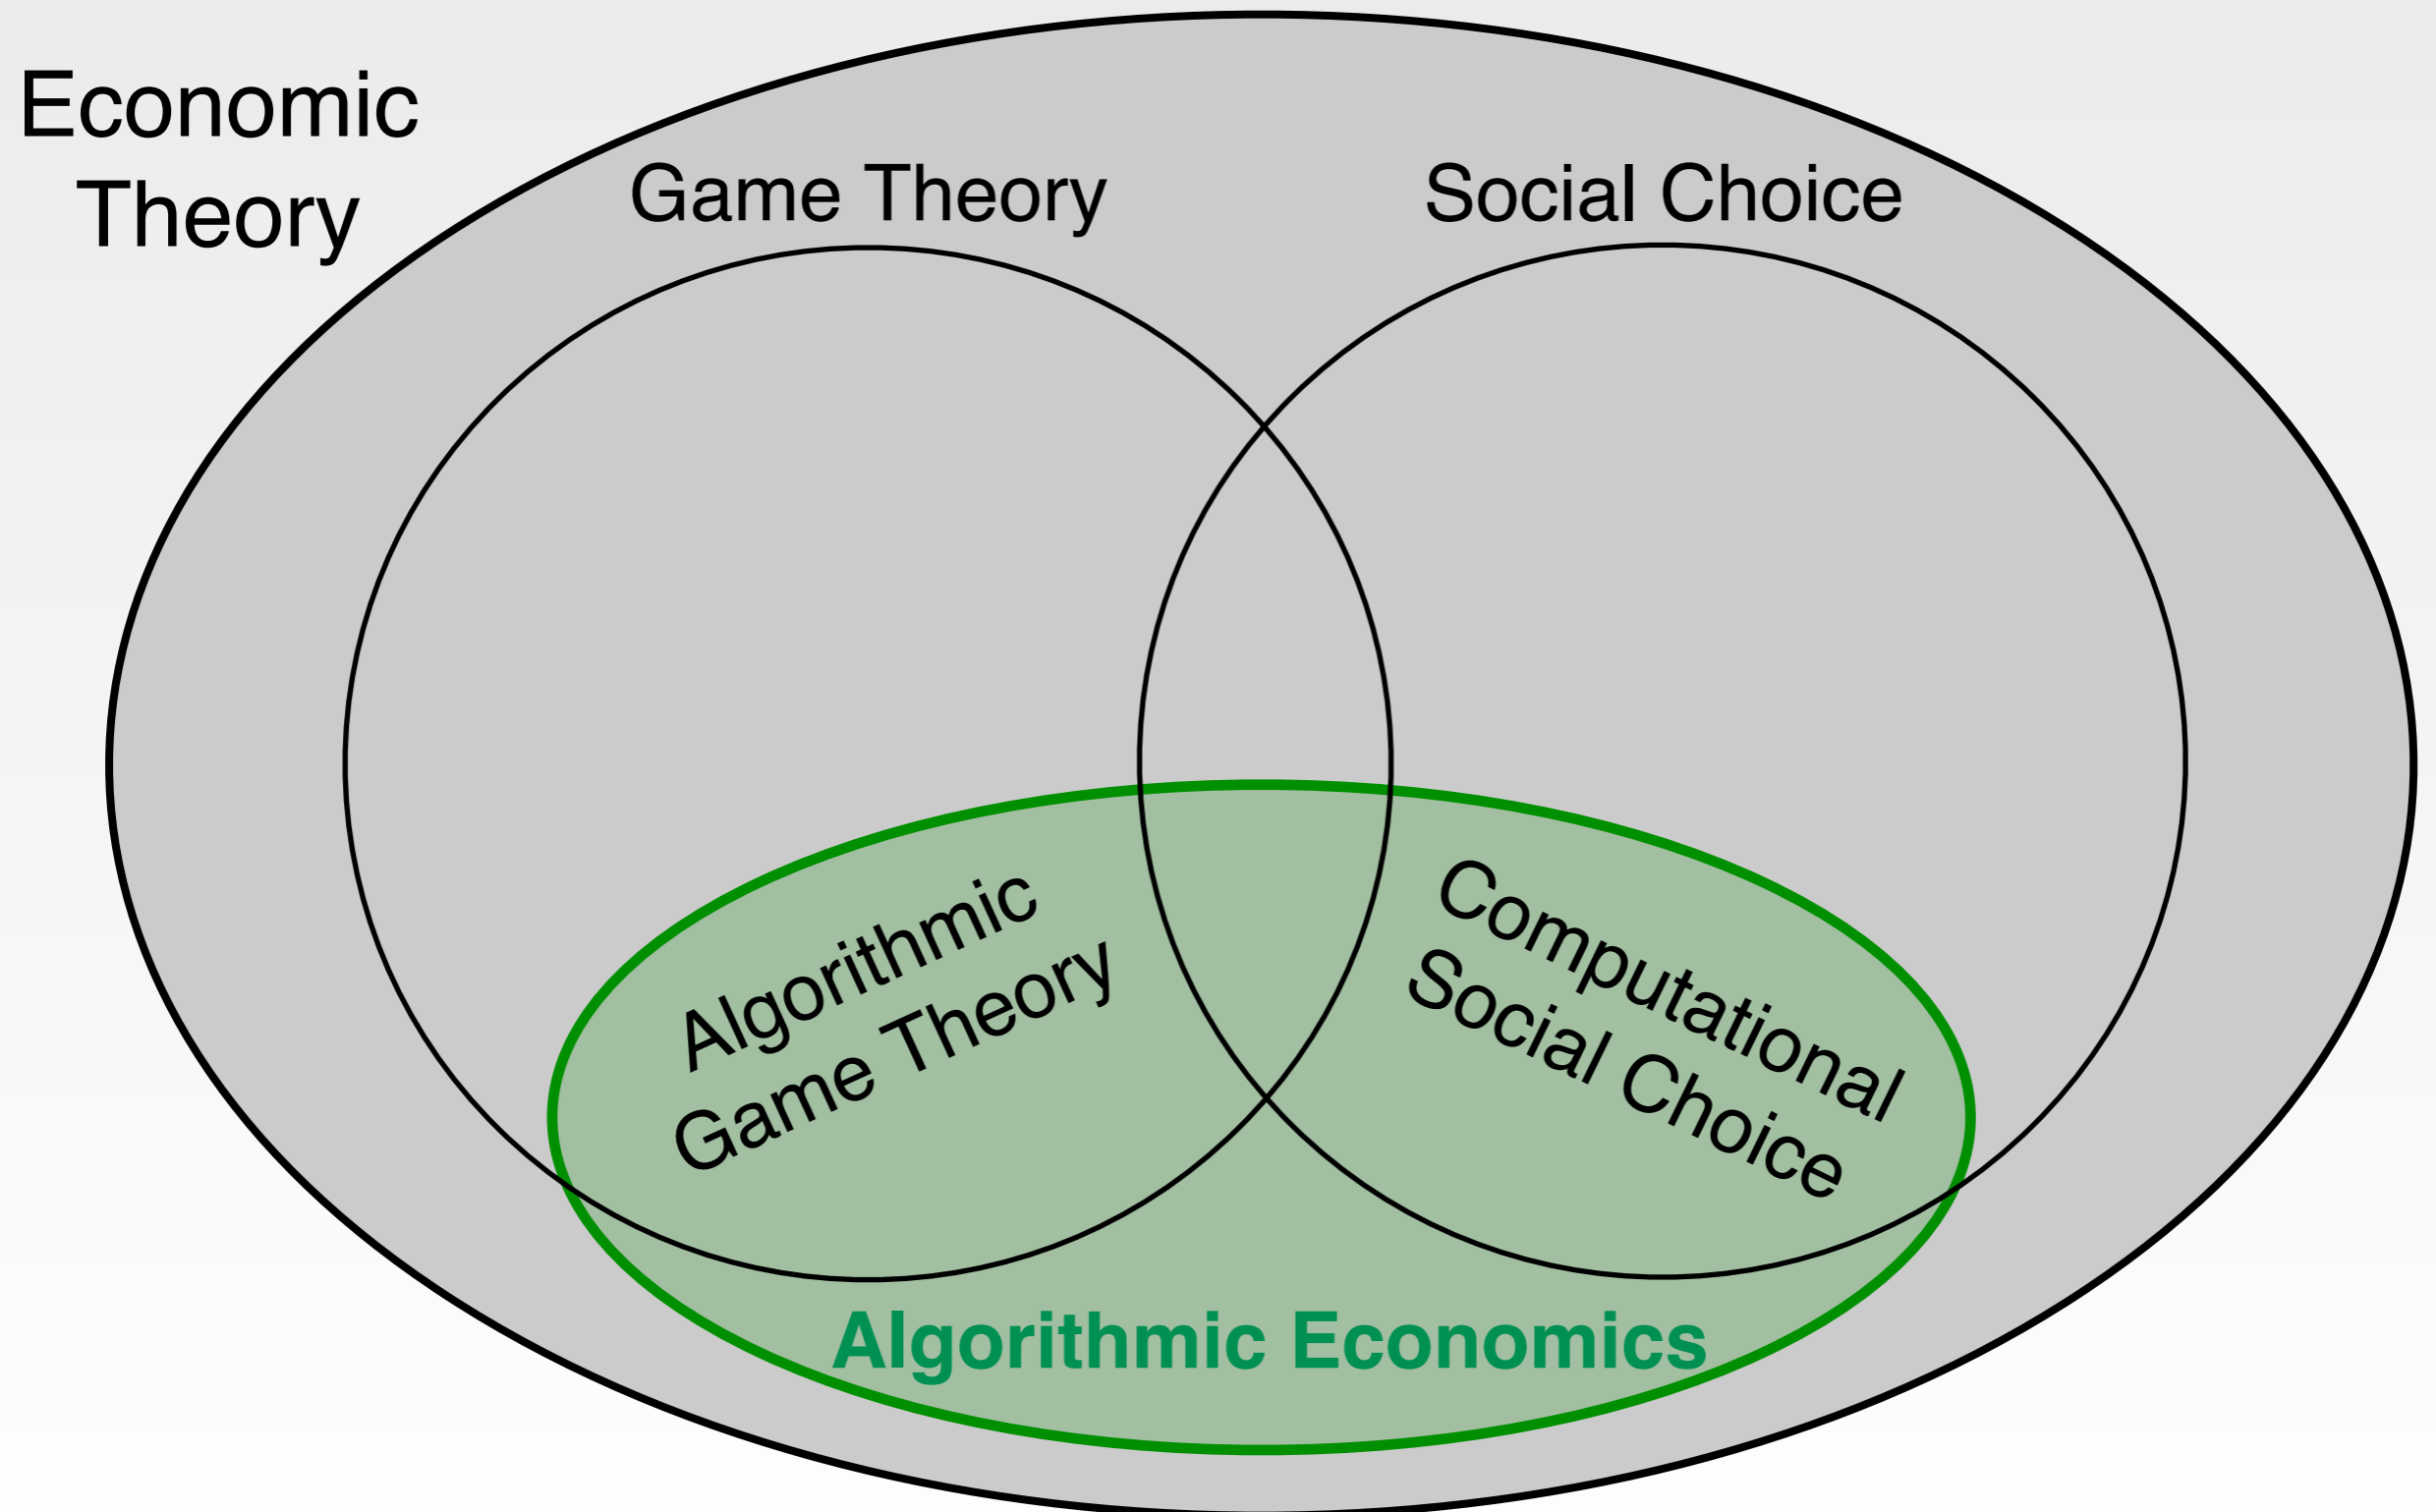 Economic
Theory
Game Theory
Social Choice
Algorithmic
Game Theory
Computational
Social Choice
Algorithmic Economics